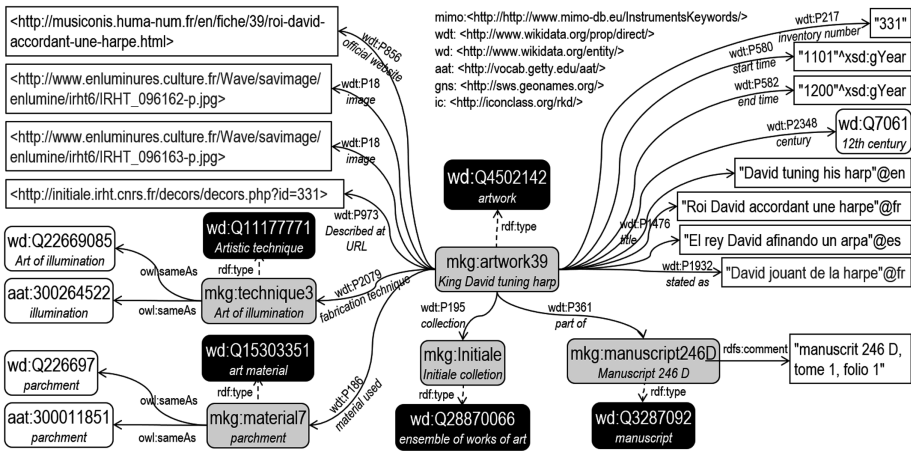 <http://musiconis.huma-num.fr/en/fiche/39/roi-david-
accordant-une-harpe.html>
<http://www.enluminures.culture.fr/Wave/savimage/
enlumine/irht6/IRHT_096162-p.jpg>
<http://www.enluminures.culture.fr/Wave/savimage/
enlumine/irht6/IRHT_096163-p.jpg>
<http://initiale.irht.cnrs.fr/decors/decors.php?id=331>
wdt:P856
official website
wdt:P18
image
wdt:P18
image
wdt:P973
Described at
URL
mimo:<http://http://www.mimo-db.eu/InstrumentsKeywords/>
wdt: <http://www.wikidata.org/prop/direct/>
wd: <http://www.wikidata.org/entity/>
aat: <http://vocab.getty.edu/aat/>
gns: <http://sws.geonames.org/>
ic: <http://iconclass.org/rkd/>
wdt:P217
inventory number
"331"
wdt:P580
start time
"1101"^xsd:gYear
wdt:P582
end time
"1200"^xsd:gYear
wdt:P2348
century
wd:Q7061
12th century
"David tuning his harp"@en
"Roi David accordant une harpe"@fr
wdt:P1476
title
"El rey David afinando un arpa"@es
wdt:P1932
stated as
"David jouant de la harpe"@fr
wd:Q4502142
artwork
rdf:type
mkg:artwork39
King David tuning harp
wd:Q11177771
Artistic technique
rdf:type
wd:Q22669085
Art of illumination
owl:sameAs
mkg:technique3
Art of illumination
wdt:P2079
fabrication technique
aat:300264522
illumination
owl:sameAs
wd:Q15303351
art material
rdf:type
wd:Q226697
parchment
owl:sameAs
mkg:material7
parchment
wdt:P186
material used
aat:300011851
parchment
owl:sameAs
wdt:P195
collection
mkg:Initiale
Initiale colletion
rdf:type
wd:Q28870066
ensemble of works of art
wdt:P361
part of
mkg:manuscript246D
Manuscript 246 D
rdf:type
wd:Q3287092
manuscript
rdfs:comment
"manuscrit 246 D,
tome 1, folio 1"